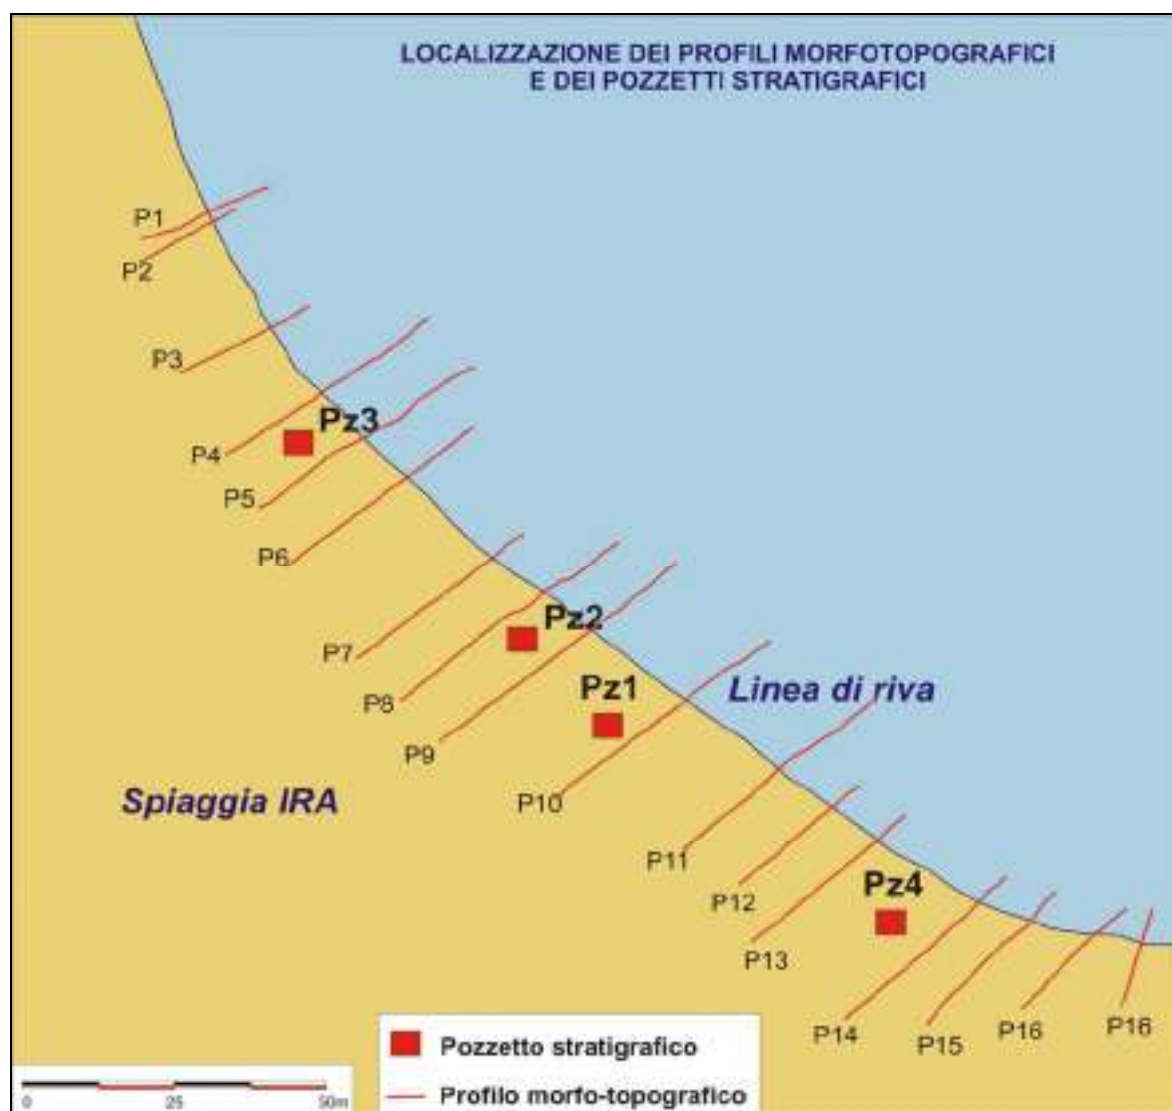 LOCALIZZAZIONE DEI PROFILI MORFOTOPOGRAFICI
E DEI POZZETTI STRATIGRAFICI
P1
P2
P3
Pz3
P4
P5
P6
Pz2
P7
Pz1
Linea di riva
P8
P9
Spiaggia IRA
P10
P11
Pz4
P12
P13
P14
P15
P16
P16
Pozzetto stratigrafico
Profilo morfo-topografico
0 25 50m